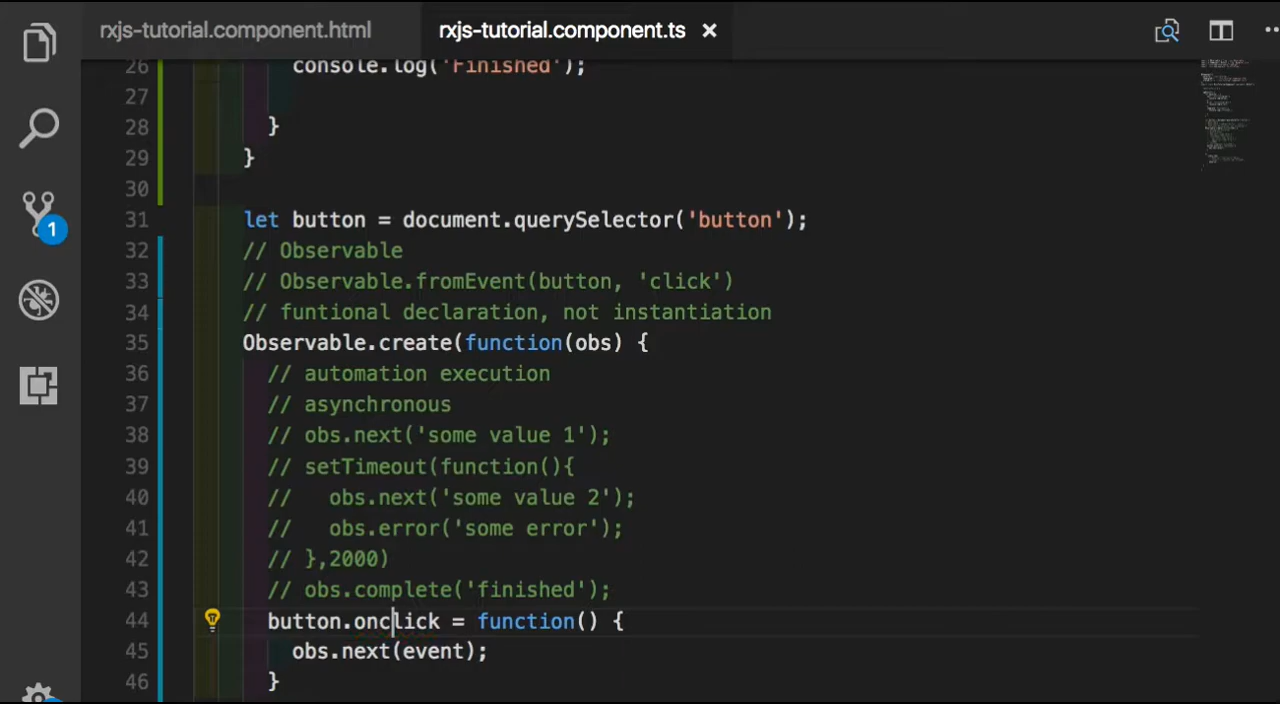 rxjs-tutorial.component.html
rxjs-tutorial.component.ts ×
26 console.log('Finished');
27
28 }
29 }
30
31 let button = document.querySelector('button');
32 // Observable
33 // Observable.fromEvent(button, 'click')
34 // funtional declaration, not instantiation
35 Observable.create(function(obs) {
36 // automation execution
37 // asynchronous
38 // obs.next('some value 1');
39 // setTimeout(function(){
40 //   obs.next('some value 2');
41 //   obs.error('some error');
42 // },2000)
43 // obs.complete('finished');
44 button.onclick = function() {
45 obs.next(event);
46 }
1